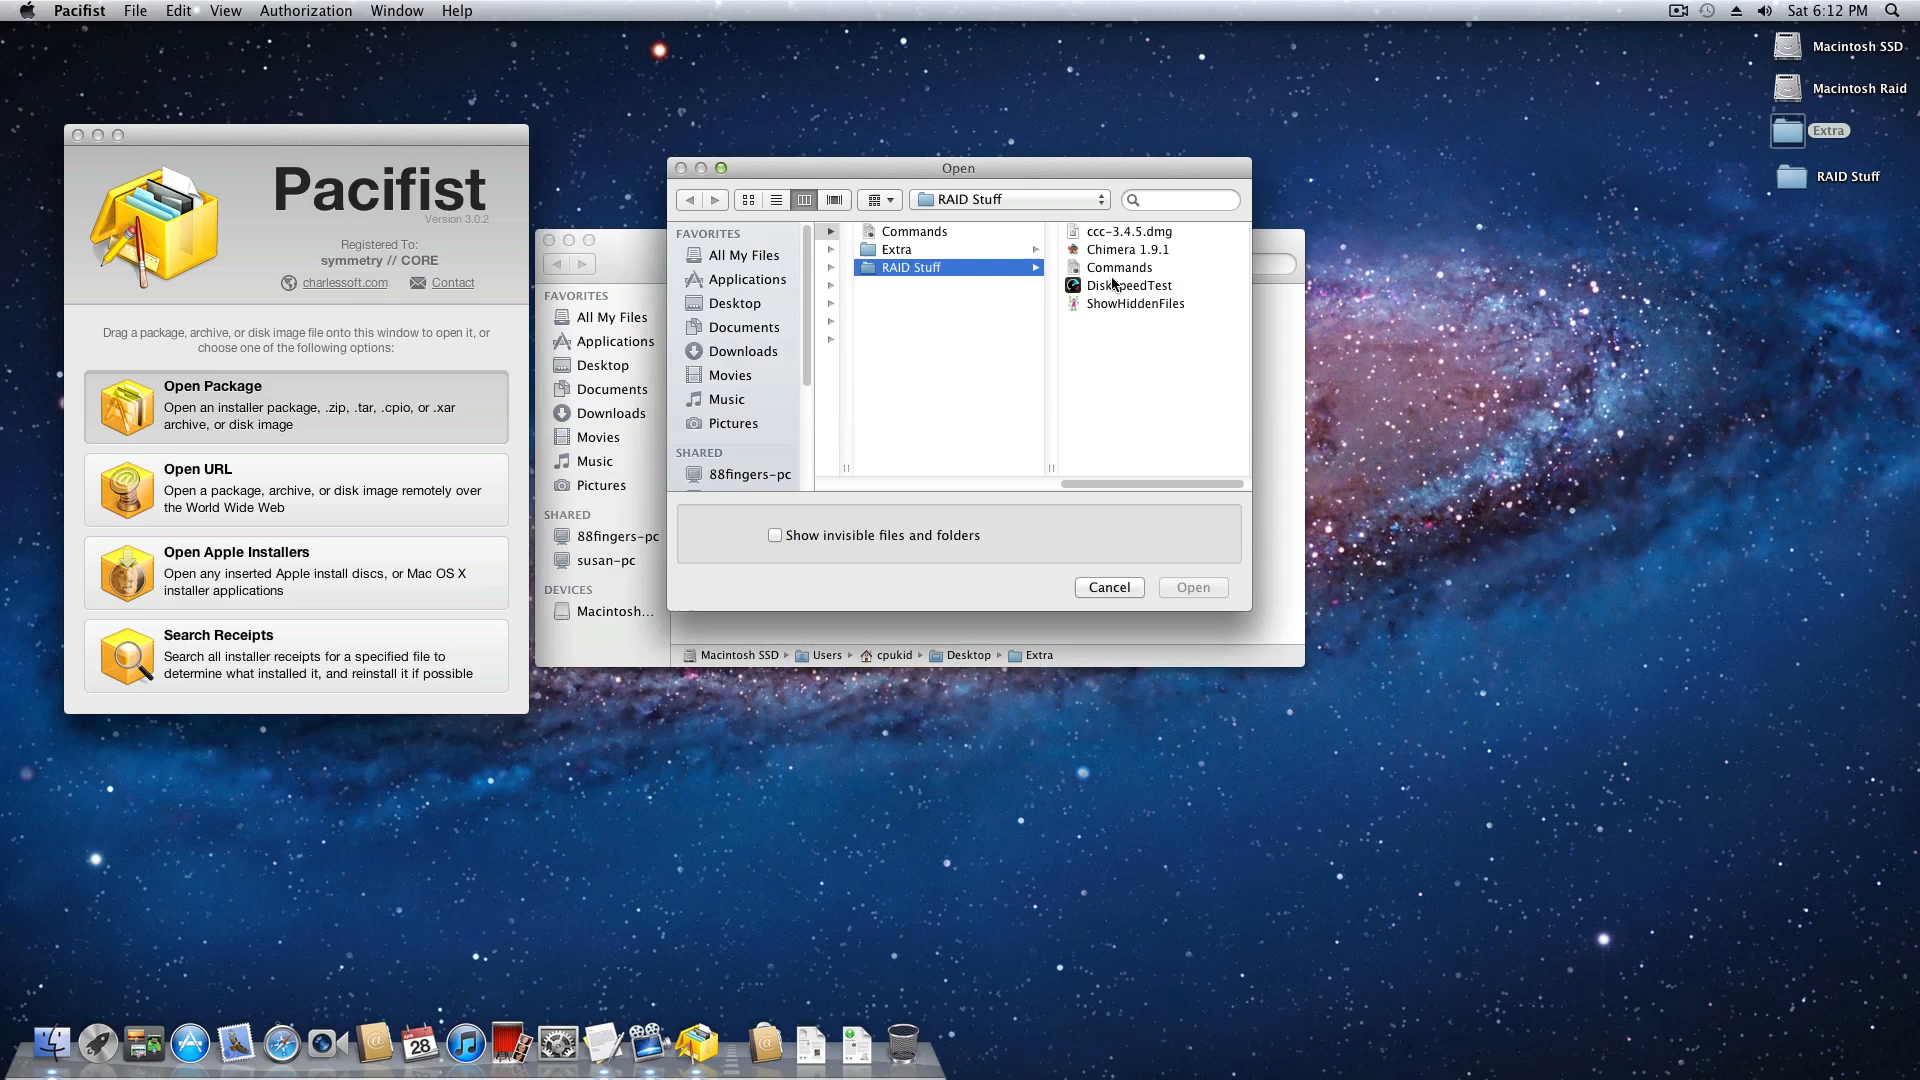 Pacifist File Edit View Authorization Window Help
Sat 6:12 PM
Macintosh SSD
Macintosh Raid
Extra
RAID Stuff
Pacifist
Version 3.0.2
Registered To:
symmetry // CORE
charlessoft.com Contact
Drag a package, archive, or disk image file onto this window to open it, or
choose one of the following options:
Open Package
Open an installer package, .zip, .tar, .cpio, or .xar
archive, or disk image
Open URL
Open a package, archive, or disk image remotely over
the World Wide Web
Open Apple Installers
Open any inserted Apple install discs, or Mac OS X
installer applications
Search Receipts
Search all installer receipts for a specified file to
determine what installed it, and reinstall it if possible
FAVORITES
All My Files
Applications
Desktop
Documents
Downloads
Movies
Music
Pictures
SHARED
88fingers-pc
susan-pc
DEVICES
Macintosh...
Macintosh SSD Users cpukid Desktop Extra
Open
RAID Stuff
FAVORITES
All My Files
Applications
Desktop
Documents
Downloads
Movies
Music
Pictures
SHARED
88fingers-pc
Commands
Extra
RAID Stuff
ccc-3.4.5.dmg
Chimera 1.9.1
Commands
DiskSpeedTest
ShowHiddenFiles
Show invisible files and folders
Cancel Open
28